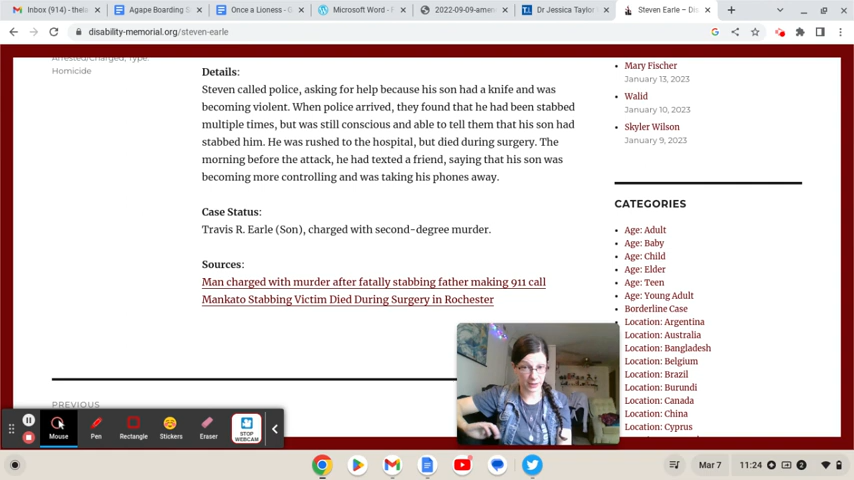 Inbox (914) - thela
Agape Boarding S
Once a Lioness - G
Microsoft Word - F
2022-09-09-amen
Dr Jessica Taylor
Steven Earle – Dis
disability-memorial.org/steven-earle
Arrested/Charged, Type:
Homicide
Details:
Steven called police, asking for help because his son had a knife and was
becoming violent. When police arrived, they found that he had been stabbed
multiple times, but was still conscious and able to tell them that his son had
stabbed him. He was rushed to the hospital, but died during surgery. The
morning before the attack, he had texted a friend, saying that his son was
becoming more controlling and was taking his phones away.
Case Status:
Travis R. Earle (Son), charged with second-degree murder.
Sources:
Man charged with murder after fatally stabbing father making 911 call
Mankato Stabbing Victim Died During Surgery in Rochester
PREVIOUS
Mary Fischer
January 13, 2023
Walid
January 10, 2023
Skyler Wilson
January 9, 2023
CATEGORIES
Age: Adult
Age: Baby
Age: Child
Age: Elder
Age: Teen
Age: Young Adult
Borderline Case
Location: Argentina
Location: Australia
Location: Bangladesh
Location: Belgium
Location: Brazil
Location: Burundi
Location: Canada
Location: China
Location: Cyprus
Mouse
Pen
Rectangle
Stickers
Eraser
STOP
WEBCAM
Mar 7
11:24
2